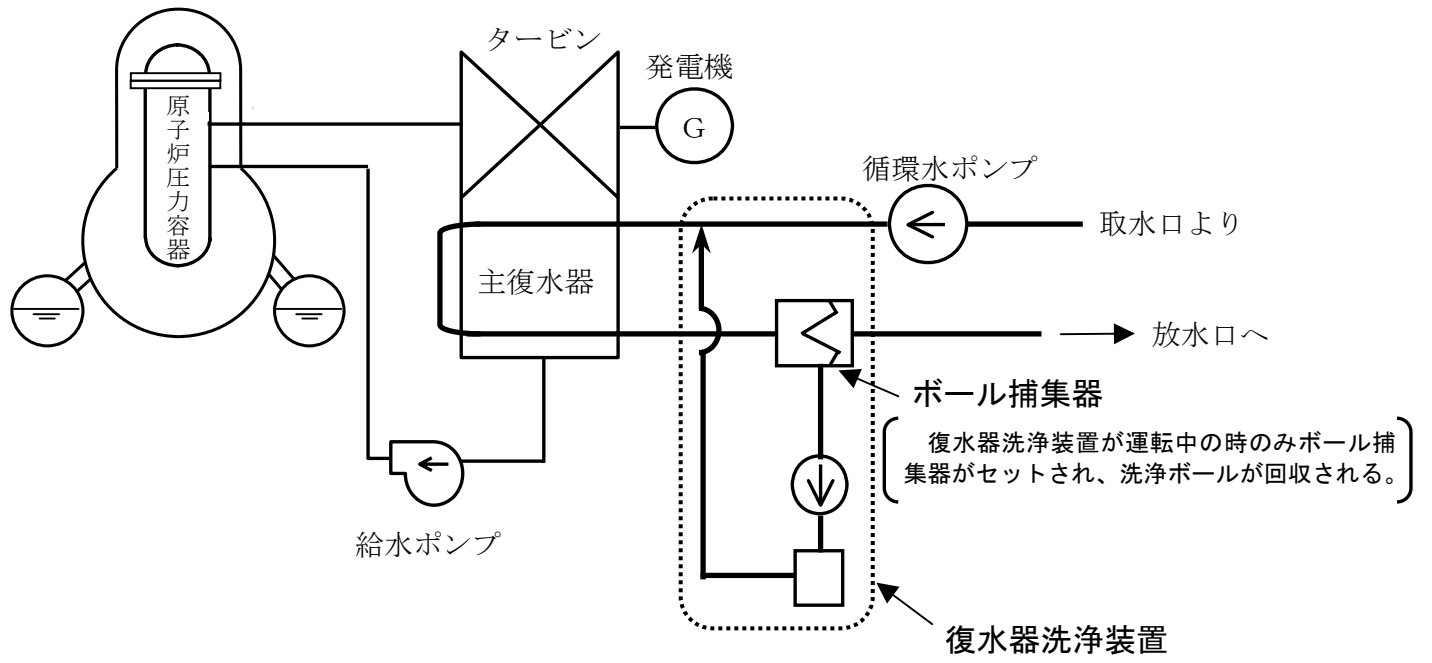 タービン
発電機
G
原子炉圧力容器
循環水ポンプ
取水口より
主復水器
放水口へ
ボール捕集器
復水器洗浄装置が運転中の時のみボール捕
集器がセットされ、洗浄ボールが回収される。
給水ポンプ
復水器洗浄装置